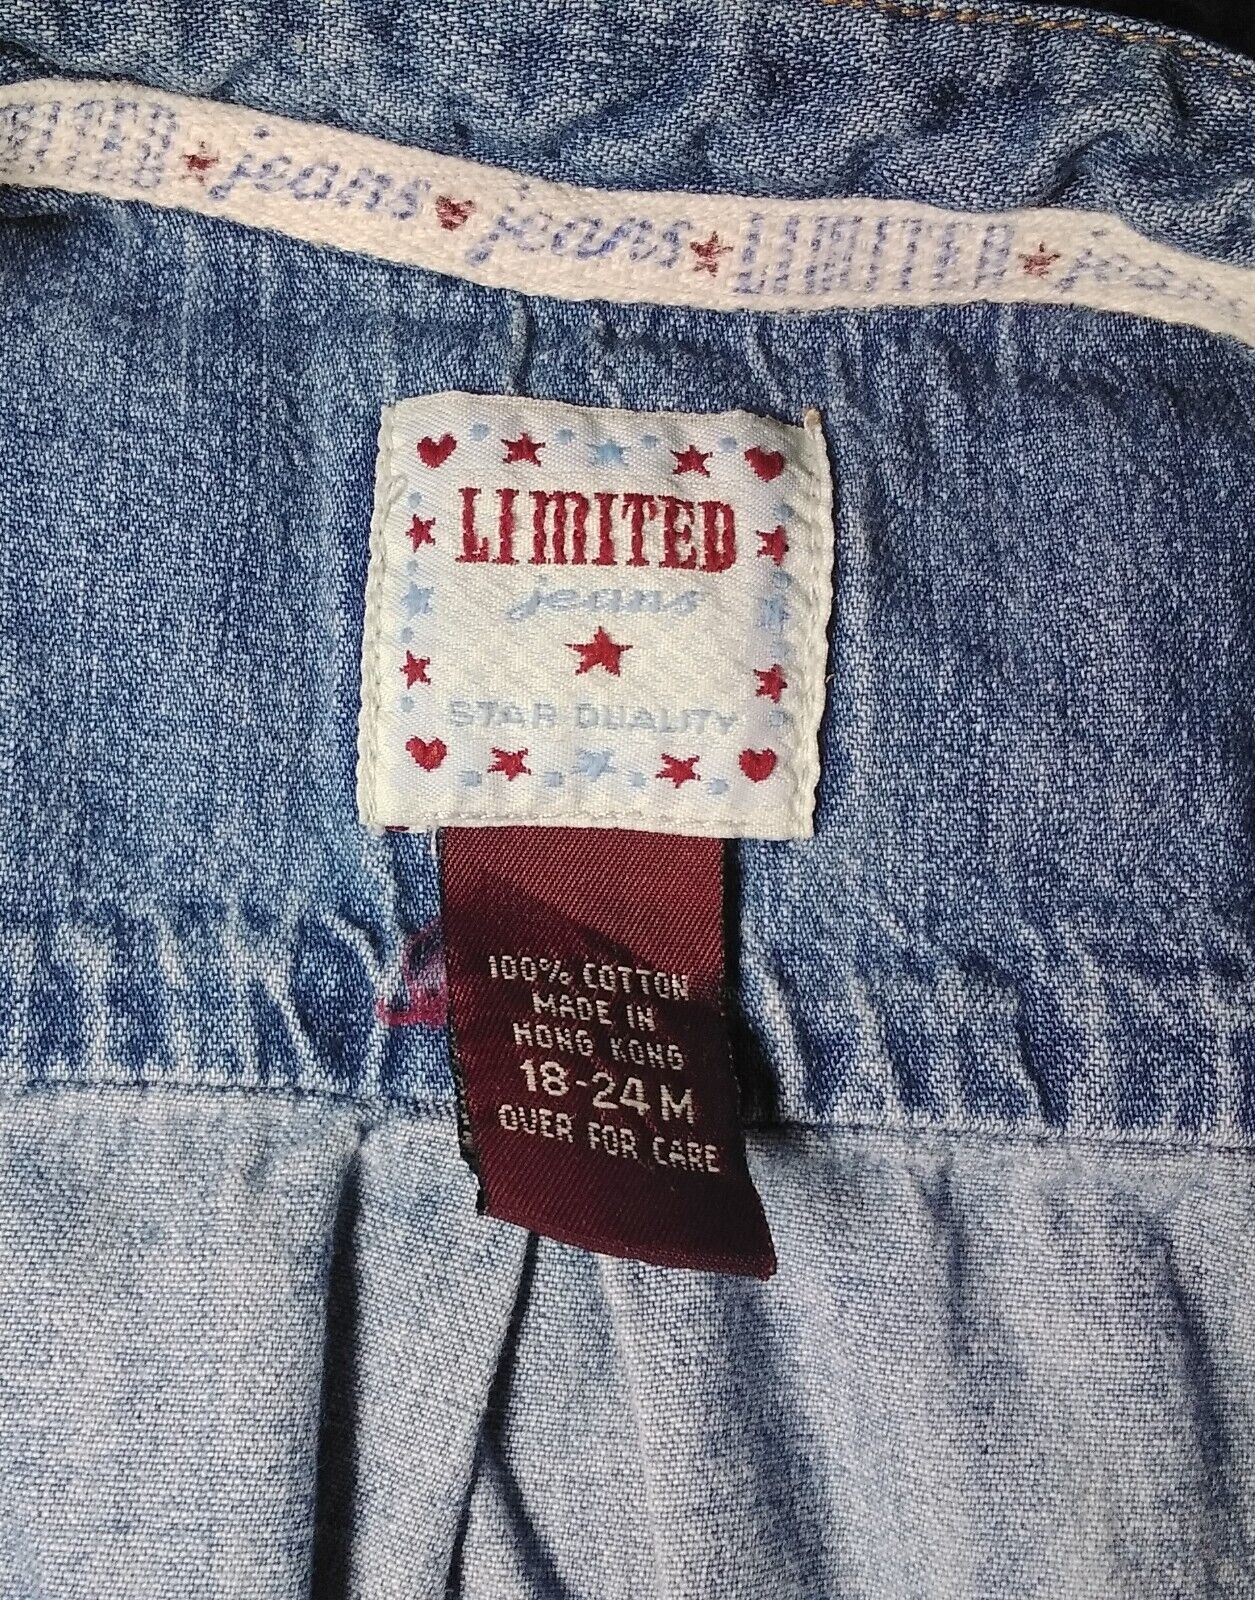 LIMITED ★ jeans ♥ jeans ★ LIMITED ★ jeans
LIMITED
jeans
STAR QUALITY
100% COTTON
MADE IN
HONG KONG
18-24 M
OVER FOR CARE